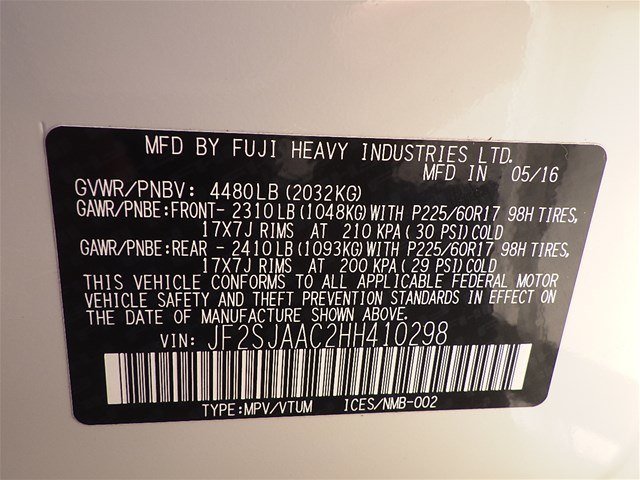 MFD BY FUJI HEAVY INDUSTRIES LTD.
MFD IN 05/16
GVWR/PNBV: 4480LB (2032KG)
GAWR/PNBE:FRONT- 2310LB (1048KG) WITH P225/60R17 98H TIRES,
17X7J RIMS AT 210 KPA (30 PSI) COLD
GAWR/PNBE:REAR - 2410LB (1093KG) WITH P225/60R17 98H TIRES,
17X7J RIMS AT 200 KPA (29 PSI) COLD
THIS VEHICLE CONFORMS TO ALL APPLICABLE FEDERAL MOTOR
VEHICLE SAFETY AND THEFT PREVENTION STANDARDS IN EFFECT ON
THE DATE OF MANUFACTURE SHOWN ABOVE.
VIN: JF2SJAAC2HH410298
TYPE:MPV/VTUM ICES/NMB-002